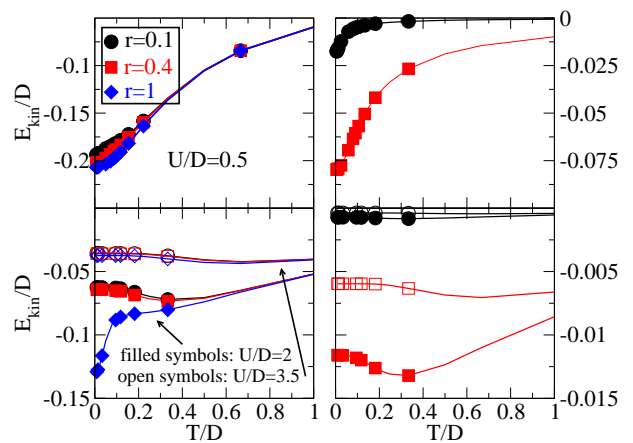 0
-0.1
-0.15
-0.2
E_kin/D
r=0.1
r=0.4
r=1
U/D=0.5
-0.025
-0.05
-0.075
E_kin/D
-0.05
-0.1
-0.15
E_kin/D
filled symbols: U/D=2
open symbols: U/D=3.5
0 0.2 0.4 0.6 0.8 1
T/D
-0.005
-0.01
-0.015
E_kin/D
0 0.2 0.4 0.6 0.8 1
T/D